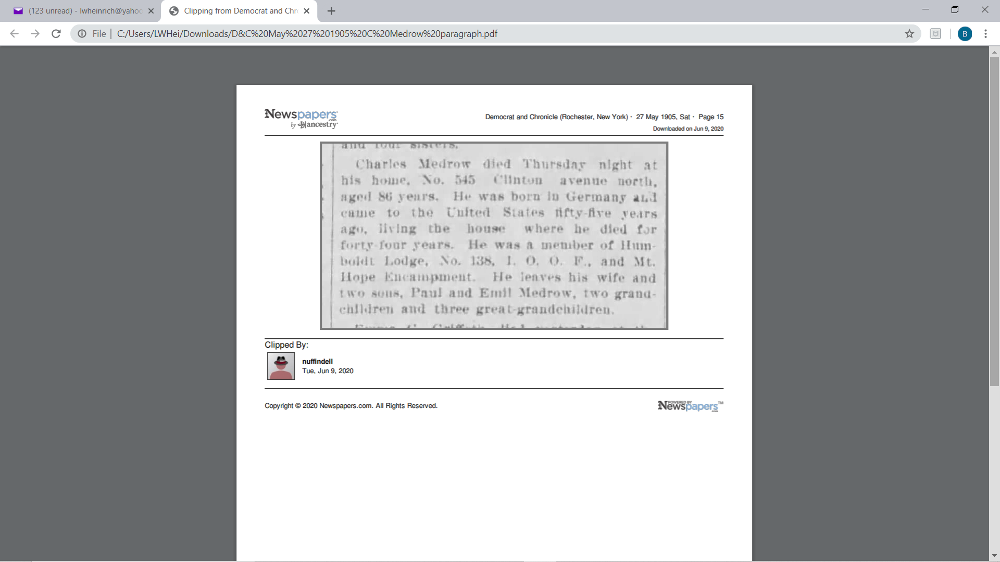 (123 unread) - lwheinrich@yahoo
Clipping from Democrat and Chro
File
C:/Users/LWHei/Downloads/D&C%20May%2027%201905%20C%20Medrow%20paragraph.pdf
B
Newspapers.com™
by ancestry
Democrat and Chronicle (Rochester, New York) · 27 May 1905, Sat · Page 15
Downloaded on Jun 9, 2020
and four sisters.
Charles Medrow died Thursday night at
his home, No. 545 Clinton avenue north,
aged 86 years. He was born in Germany and
came to the United States fifty-five years
ago, living the house where he died for
forty-four years. He was a member of Hum-
boldt Lodge, No. 138, I. O. O. F., and Mt.
Hope Encampment. He leaves his wife and
two sons, Paul and Emil Medrow, two grand-
children and three great-grandchildren.
Clipped By:
nuffindell
Tue, Jun 9, 2020
Copyright © 2020 Newspapers.com. All Rights Reserved.
POWERED BY
Newspapers.com™